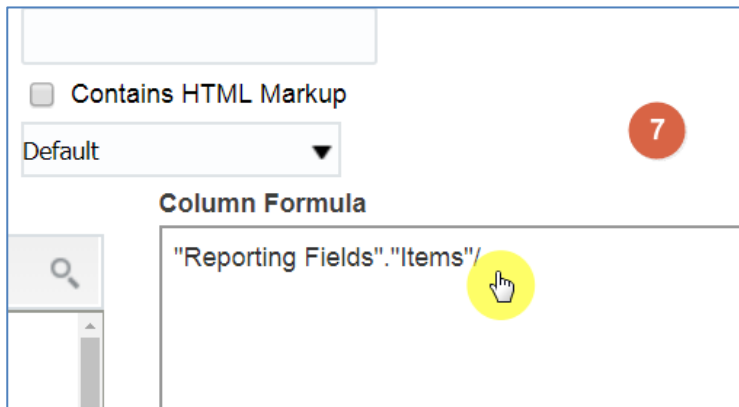 Contains HTML Markup
7
Default
Column Formula
"Reporting Fields"."Items"/